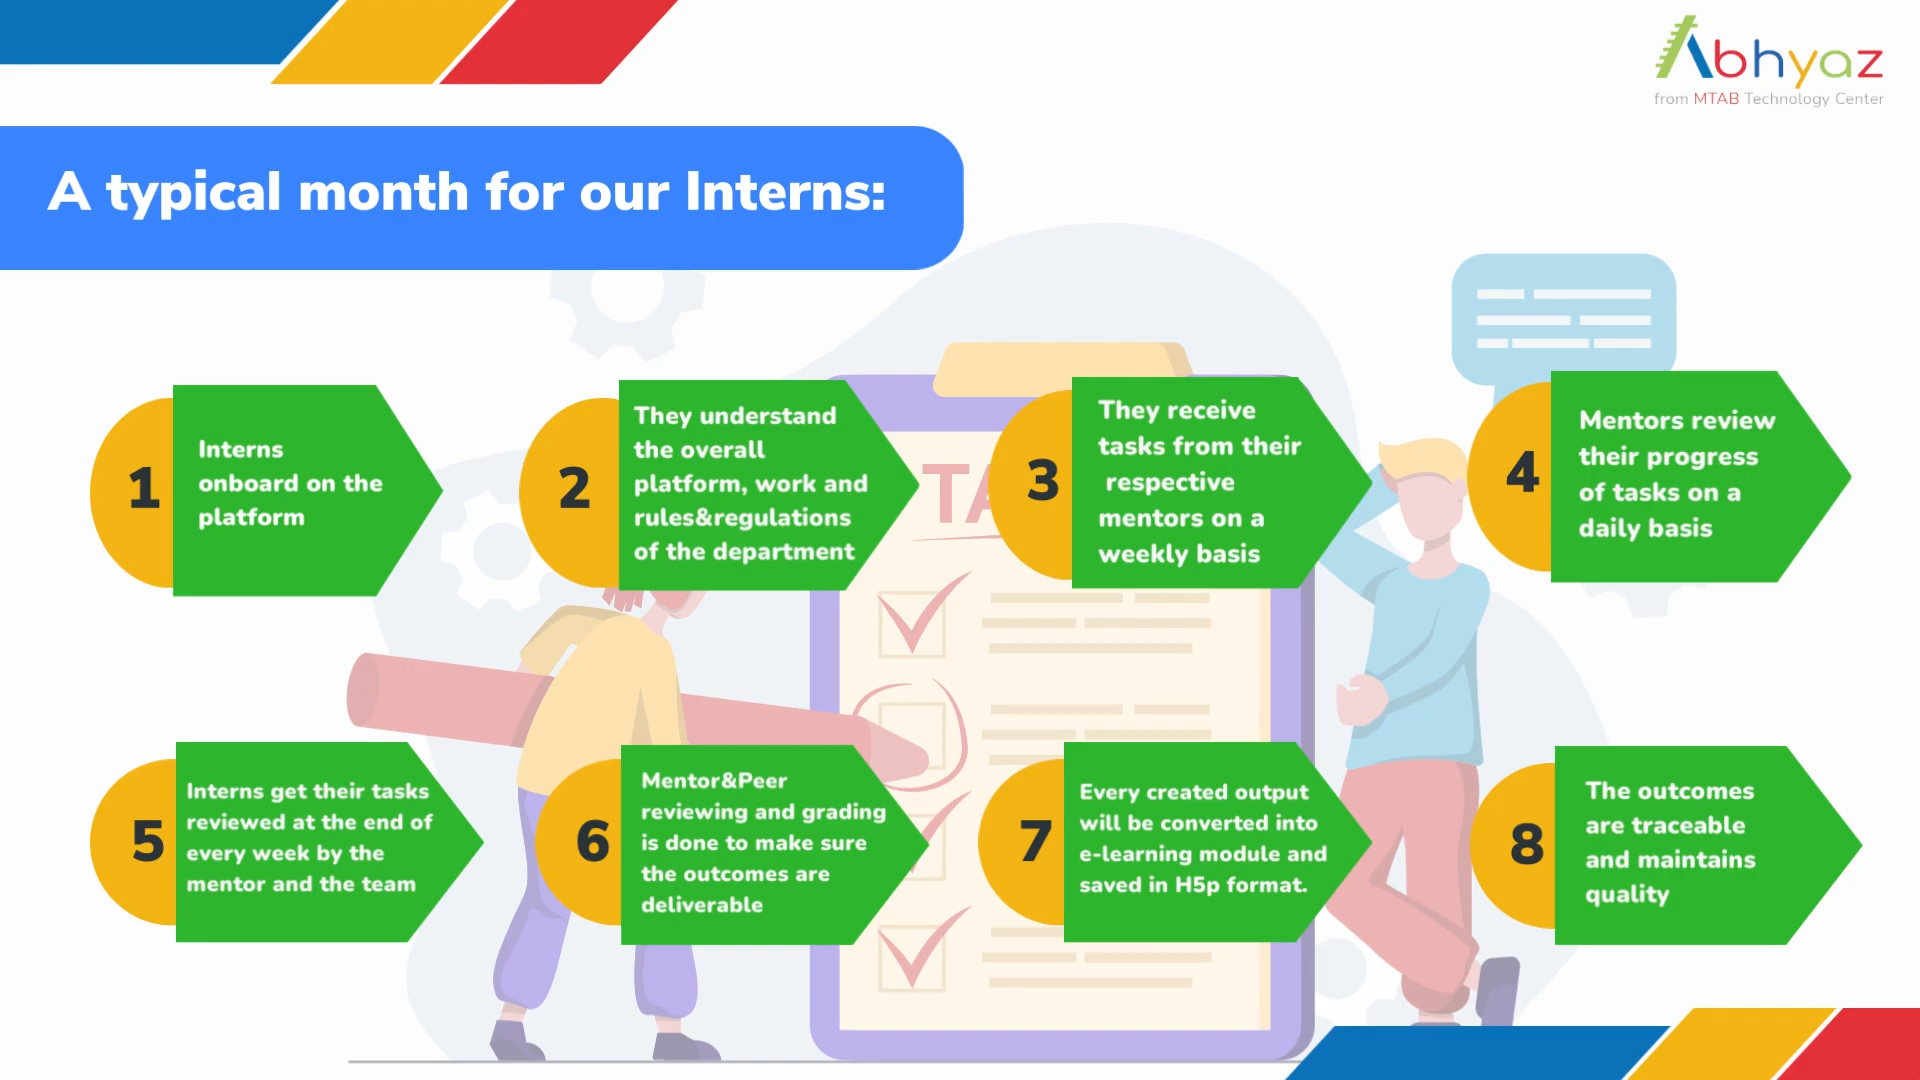 Abhyaz
from MTAB Technology Center
A typical month for our Interns:
1
Interns
onboard on the
platform
2
They understand
the overall
platform, work and
rules&regulations
of the department
TA
3
They receive
tasks from their
respective
mentors on a
weekly basis
4
Mentors review
their progress
of tasks on a
daily basis
5
Interns get their tasks
reviewed at the end of
every week by the
mentor and the team
6
Mentor&Peer
reviewing and grading
is done to make sure
the outcomes are
deliverable
7
Every created output
will be converted into
e-learning module and
saved in H5p format.
8
The outcomes
are traceable
and maintains
quality